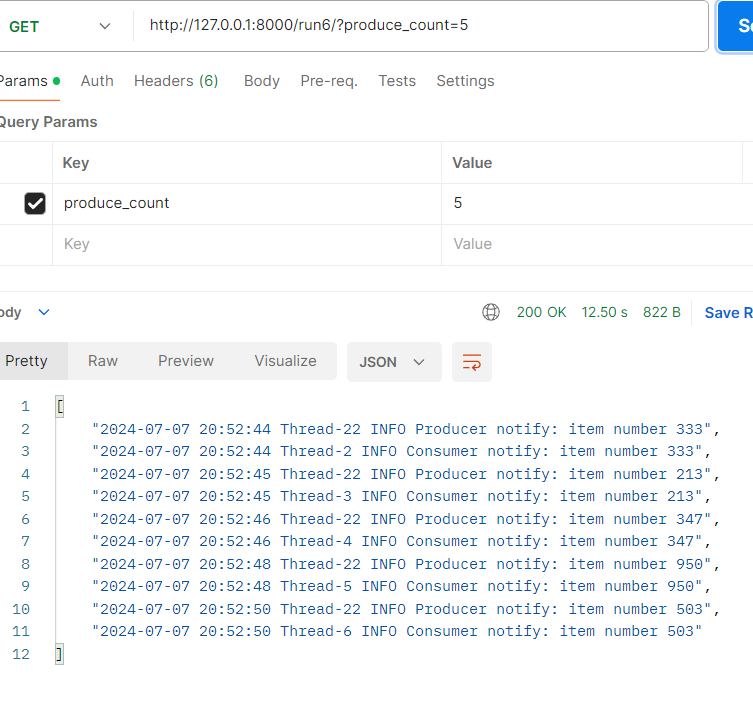 GET http://127.0.0.1:8000/run6/?produce_count=5
Params Auth Headers (6) Body Pre-req. Tests Settings
Query Params
Key Value
produce_count 5
Key Value
200 OK 12.50 s 822 B Save R
Pretty Raw Preview Visualize JSON
1 [
2 "2024-07-07 20:52:44 Thread-22 INFO Producer notify: item number 333",
3 "2024-07-07 20:52:44 Thread-2 INFO Consumer notify: item number 333",
4 "2024-07-07 20:52:45 Thread-22 INFO Producer notify: item number 213",
5 "2024-07-07 20:52:45 Thread-3 INFO Consumer notify: item number 213",
6 "2024-07-07 20:52:46 Thread-22 INFO Producer notify: item number 347",
7 "2024-07-07 20:52:46 Thread-4 INFO Consumer notify: item number 347",
8 "2024-07-07 20:52:48 Thread-22 INFO Producer notify: item number 950",
9 "2024-07-07 20:52:48 Thread-5 INFO Consumer notify: item number 950",
10 "2024-07-07 20:52:50 Thread-22 INFO Producer notify: item number 503",
11 "2024-07-07 20:52:50 Thread-6 INFO Consumer notify: item number 503"
12 ]